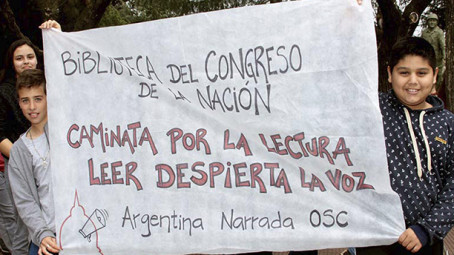 BIBLIOTECA DEL CONGRESO
DE LA NACIÓN
CAMINATA POR LA LECTURA
LEER DESPIERTA LA VOZ
Argentina Narrada OSC